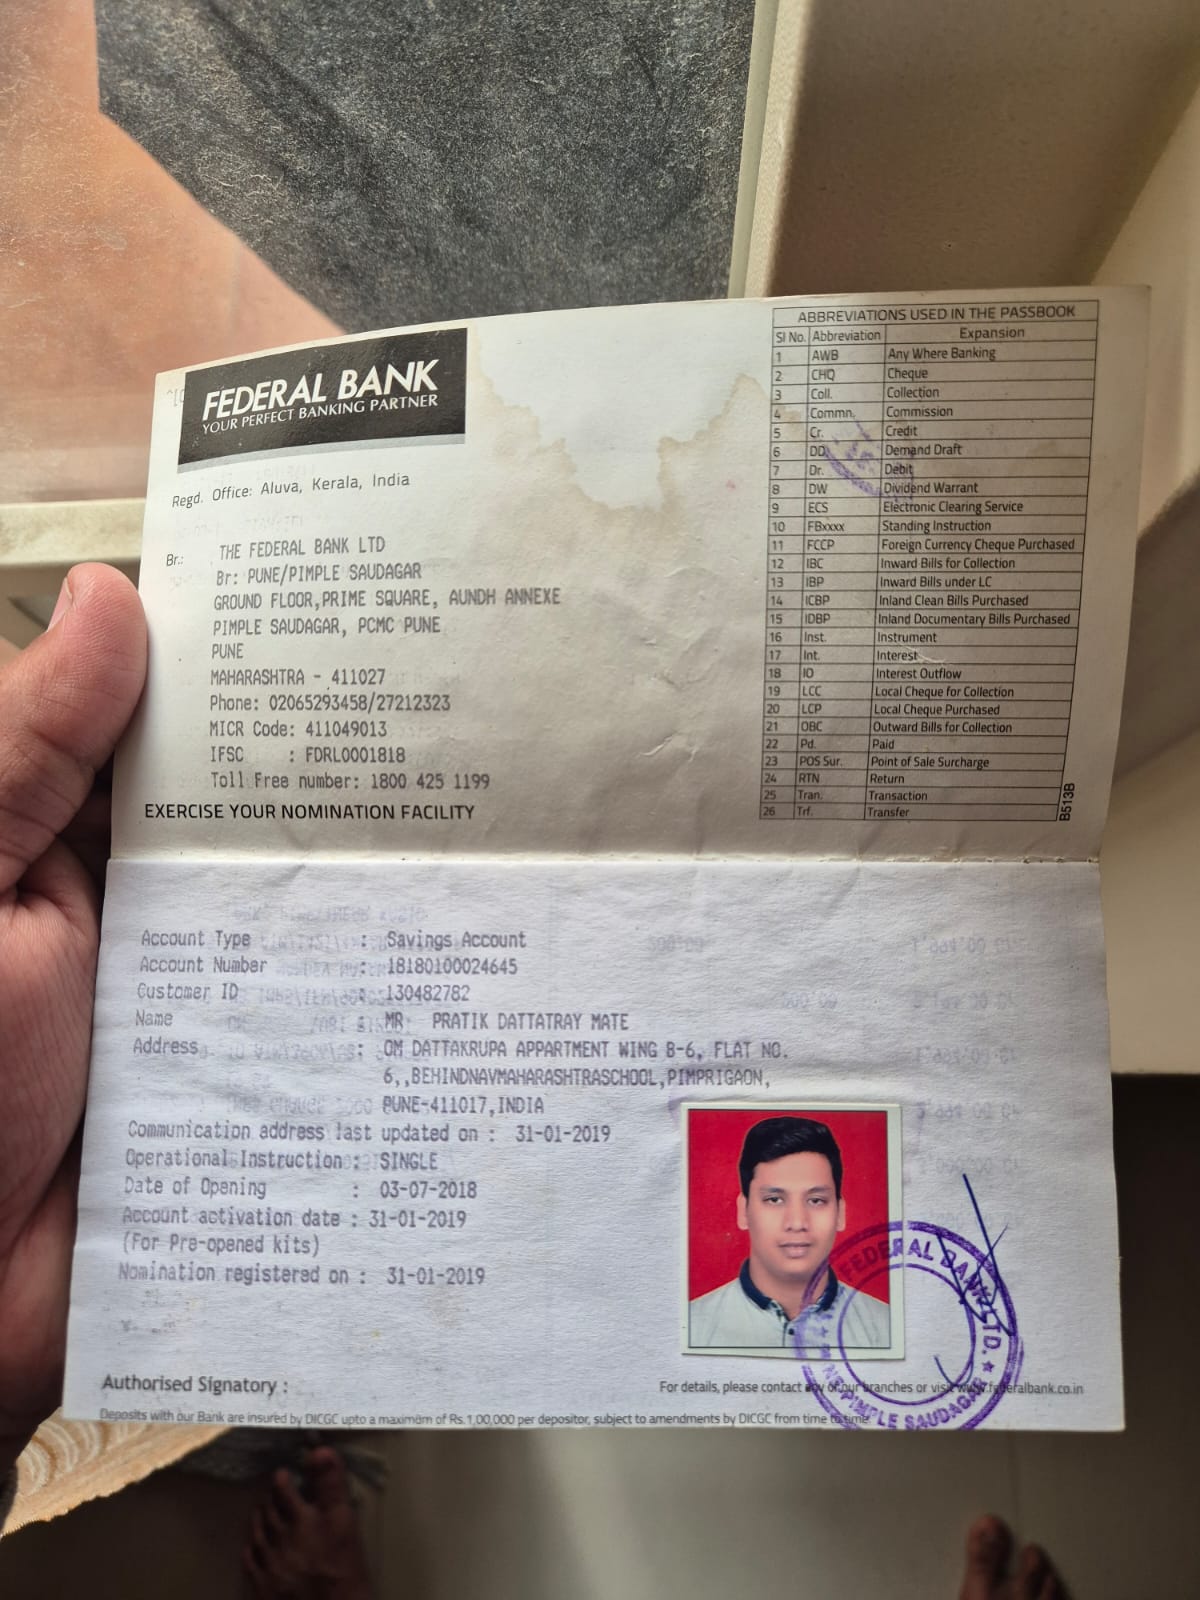 FEDERAL BANK
YOUR PERFECT BANKING PARTNER
Regd. Office: Aluva, Kerala, India
Br.: THE FEDERAL BANK LTD
Br: PUNE/PIMPLE SAUDAGAR
GROUND FLOOR,PRIME SQUARE, AUNDH ANNEXE
PIMPLE SAUDAGAR, PCMC PUNE
PUNE
MAHARASHTRA - 411027
Phone: 02065293458/27212323
MICR Code: 411049013
IFSC : FDRL0001818
Toll Free number: 1800 425 1199
EXERCISE YOUR NOMINATION FACILITY
ABBREVIATIONS USED IN THE PASSBOOK
Sl No. Abbreviation Expansion
1 AWB Any Where Banking
2 CHQ Cheque
3 Coll. Collection
4 Commn. Commission
5 Cr. Credit
6 DD Demand Draft
7 Dr. Debit
8 DW Dividend Warrant
9 ECS Electronic Clearing Service
10 FBxxxx Standing Instruction
11 FCCP Foreign Currency Cheque Purchased
12 IBC Inward Bills for Collection
13 IBP Inward Bills under LC
14 ICBP Inland Clean Bills Purchased
15 IDBP Inland Documentary Bills Purchased
16 Inst. Instrument
17 Int. Interest
18 IO Interest Outflow
19 LCC Local Cheque for Collection
20 LCP Local Cheque Purchased
21 OBC Outward Bills for Collection
22 Pd. Paid
23 POS Sur. Point of Sale Surcharge
24 RTN Return
25 Tran. Transaction
26 Trf. Transfer
B513B
Account Type : Savings Account
Account Number : 18180100024645
Customer ID : 130482782
Name : MR. PRATIK DATTATRAY MATE
Address : OM DATTAKRUPA APPARTMENT WING B-6, FLAT NO.
6,,BEHINDNAVMAHARASHTRASCHOOL,PIMPRIGAON,
PUNE-411017,INDIA
Communication address last updated on : 31-01-2019
Operational Instruction : SINGLE
Date of Opening : 03-07-2018
Account activation date : 31-01-2019
(For Pre-opened kits)
Nomination registered on : 31-01-2019
FEDERAL BANK LTD.
PIMPLE SAUDAGAR
Authorised Signatory :
For details, please contact any of our branches or visit www.federalbank.co.in
Deposits with our Bank are insured by DICGC upto a maximum of Rs.1,00,000 per depositor, subject to amendments by DICGC from time to time.